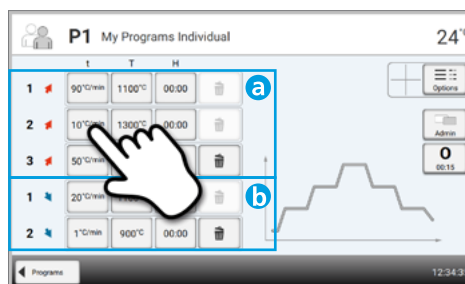 P1 My Programs Individual
24°
t T H
1 90°C/min 1100°C 00:00
a
Options
2 10°C/min 1300°C 00:00
Admin
3 50°C/min
0
00:15
1 20°C/min
b
2 1°C/min 900°C 00:00
Programs
12:34:3